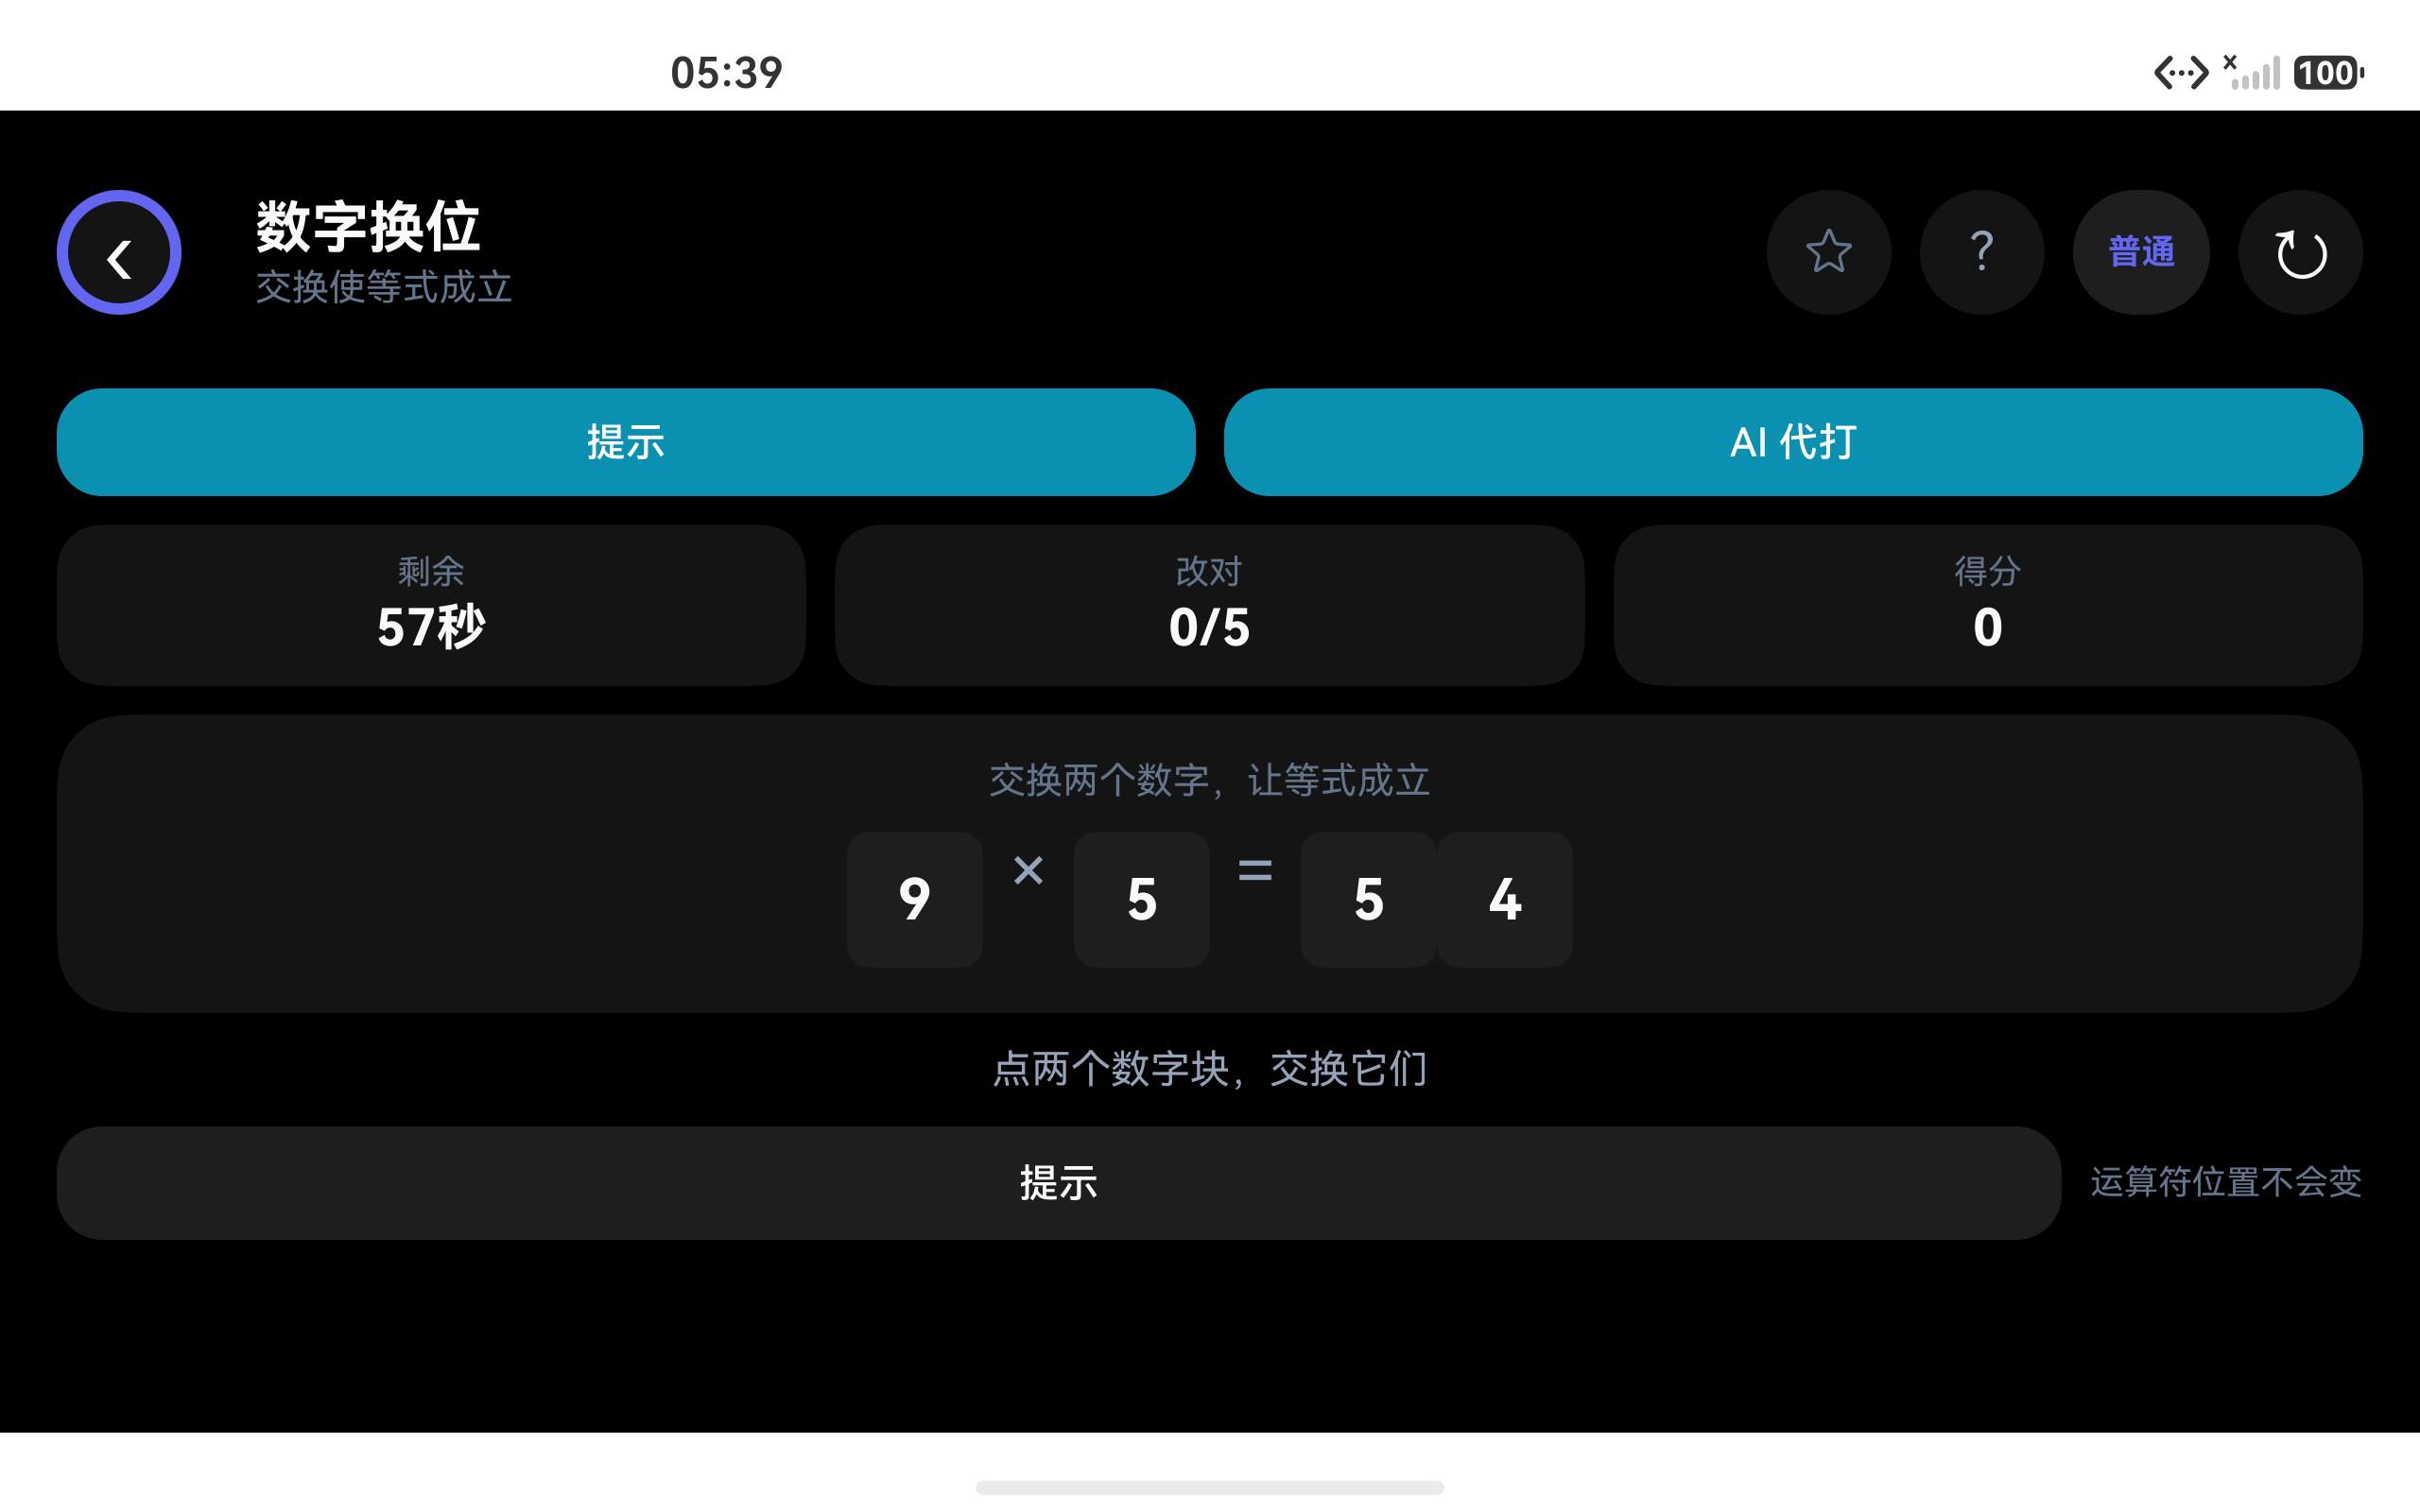 05:39
100
数字换位
交换使等式成立
?
普通
提示
AI 代打
剩余
57秒
改对
0/5
得分
0
交换两个数字，让等式成立
9 × 5 = 5 4
点两个数字块，交换它们
提示
运算符位置不会变